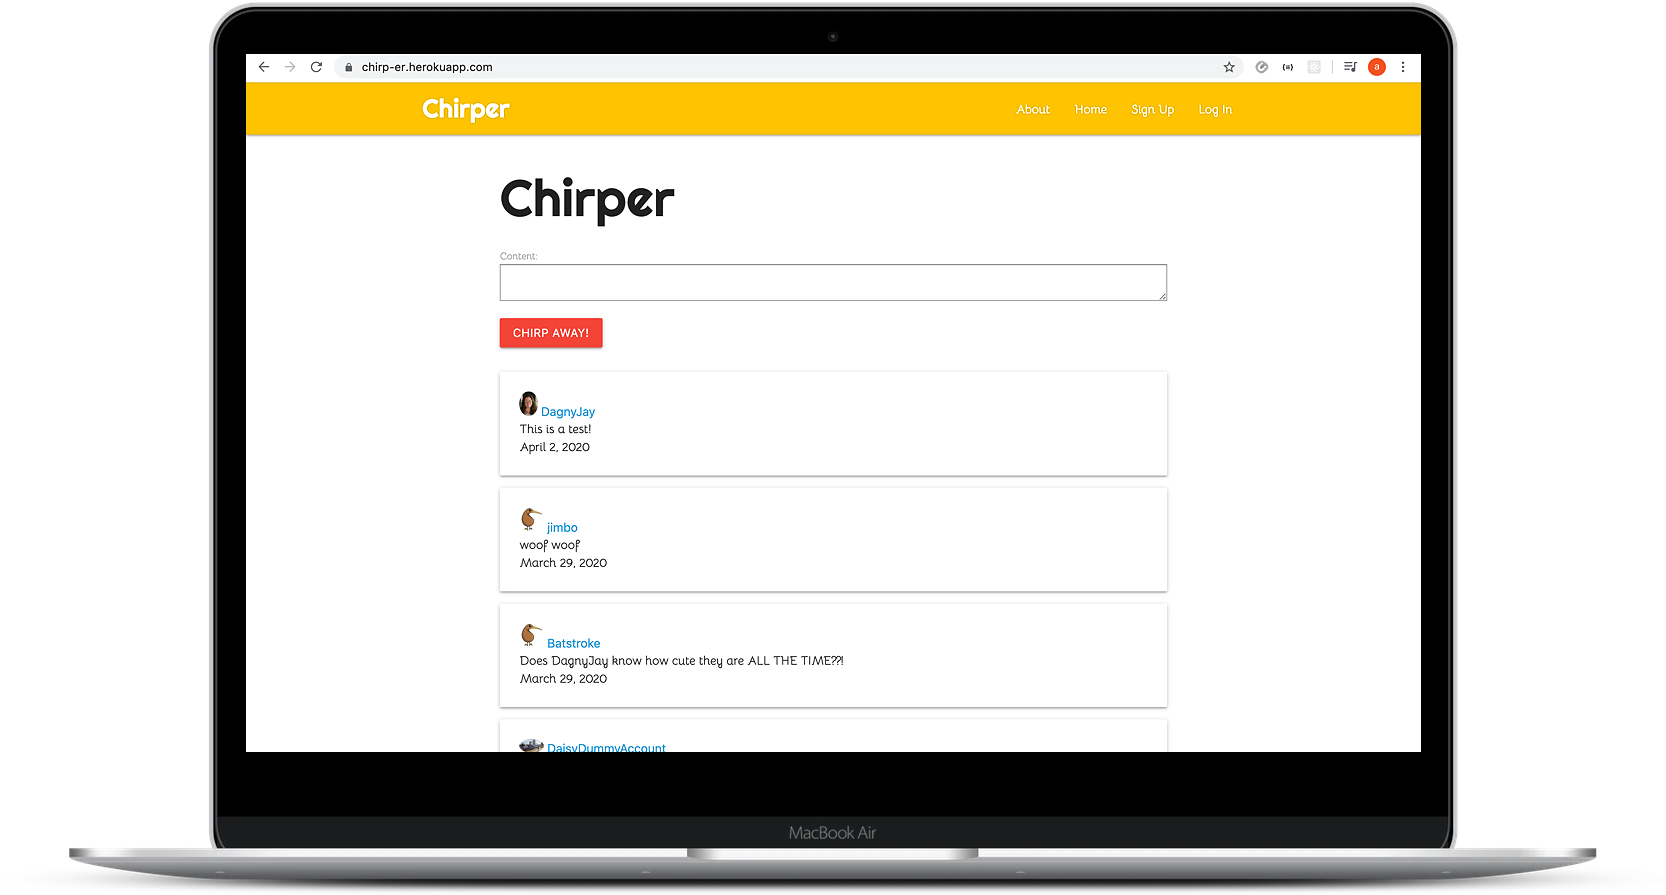 chirp-er.herokuapp.com
a
Chirper
About Home Sign Up Log In
Chirper
Content:
CHIRP AWAY!
DagnyJay
This is a test!
April 2, 2020
jimbo
woof woof
March 29, 2020
Batstroke
Does DagnyJay know how cute they are ALL THE TIME??!
March 29, 2020
DaisyDummyAccount
MacBook Air